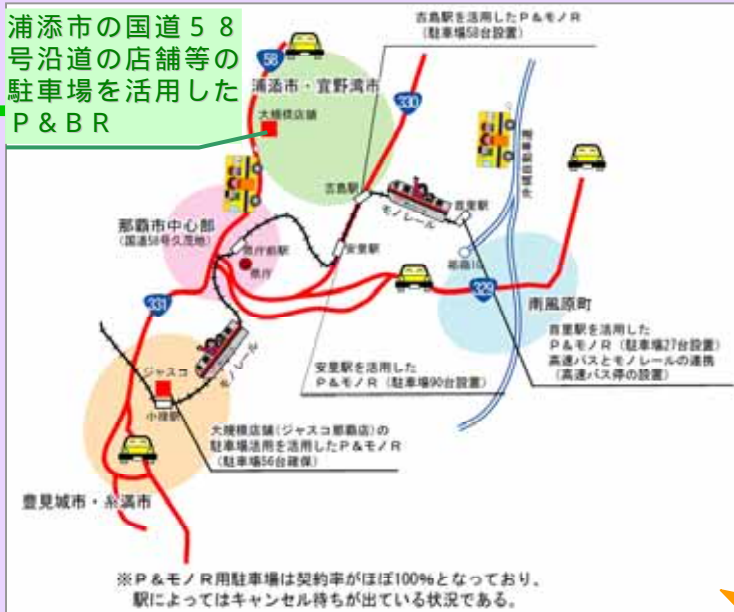 浦添市の国道５８
号沿道の店舗等の
駐車場を活用した
Ｐ＆ＢＲ
古島駅を活用したＰ＆モノＲ
（駐車場58台設置）
58
浦添市・宜野湾市
大規模店舗
330
沖縄自動車道
古島駅
モノレール
首里駅
那覇市中心部
（国道58号久茂地）
県庁前駅
県庁
安里駅
331
329
南風原町
首里駅を活用した
Ｐ＆モノＲ（駐車場27台設置）
高速バスとモノレールの連携
（高速バス停の設置）
安里駅を活用した
Ｐ＆モノＲ（駐車場90台設置）
モノレール
ジャスコ
小禄駅
大規模店舗(ジャスコ那覇店)の
駐車場活用を活用したＰ＆モノＲ
（駐車場56台確保）
豊見城市・糸満市
※Ｐ＆モノＲ用駐車場は契約率がほぼ100%となっており、
駅によってはキャンセル待ちが出ている状況である。